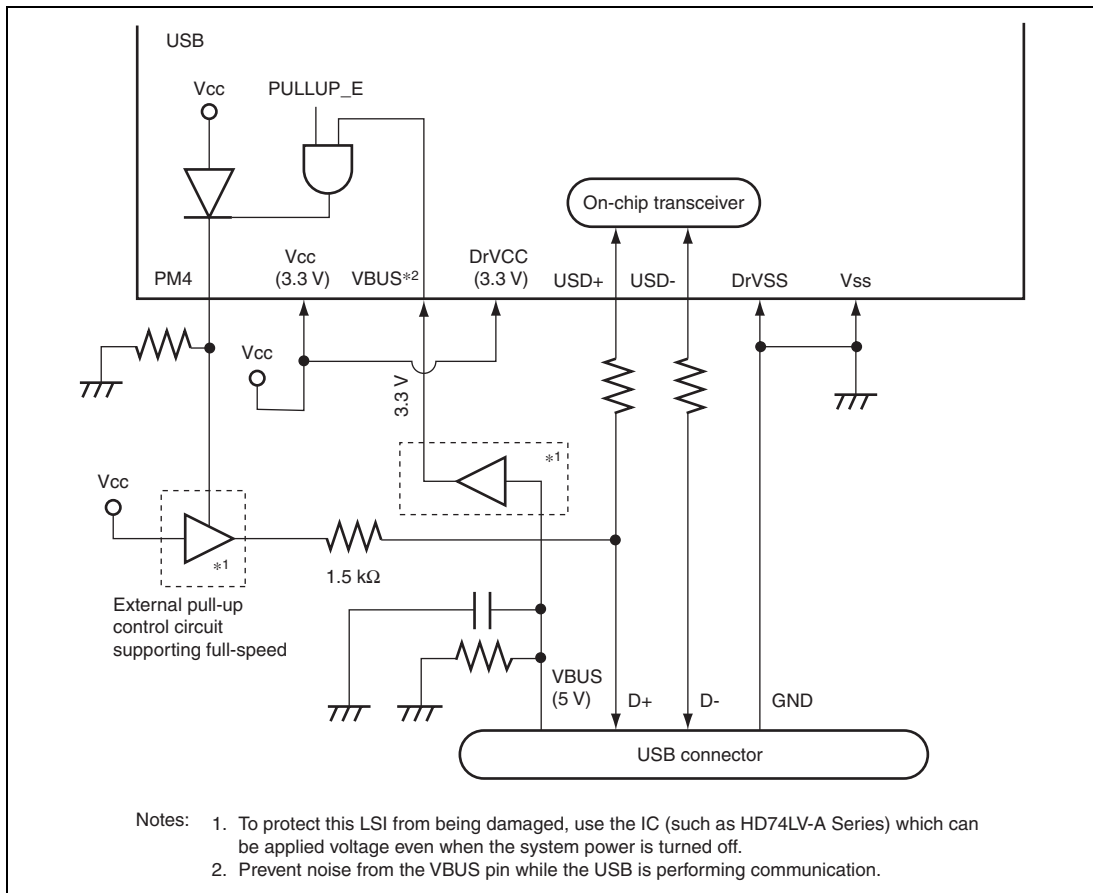 USB
Vcc
PULLUP_E
On-chip transceiver
PM4
Vcc
(3.3 V)
VBUS*2
DrVCC
(3.3 V)
USD+
USD-
DrVSS
Vss
Vcc
3.3 V
*1
Vcc
*1
1.5 kΩ
External pull-up
control circuit
supporting full-speed
VBUS
(5 V)
D+
D-
GND
USB connector
Notes: 1. To protect this LSI from being damaged, use the IC (such as HD74LV-A Series) which can
be applied voltage even when the system power is turned off.
2. Prevent noise from the VBUS pin while the USB is performing communication.